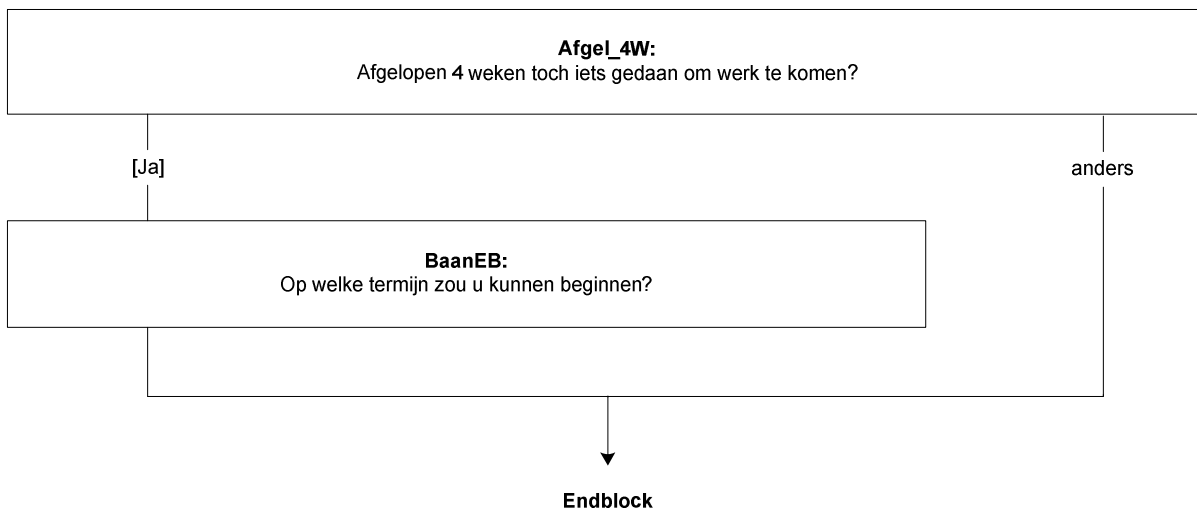 Afgel_4W:
Afgelopen 4 weken toch iets gedaan om werk te komen?
[Ja]
anders
BaanEB:
Op welke termijn zou u kunnen beginnen?
Endblock